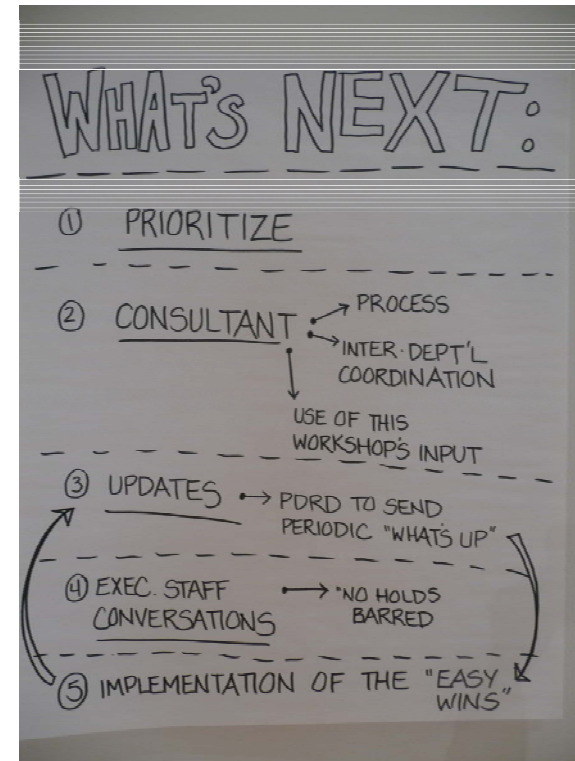 WHAT'S NEXT:
① PRIORITIZE
② CONSULTANT
PROCESS
INTER-DEPT'L
COORDINATION
USE OF THIS
WORKSHOP'S INPUT
③ UPDATES
PDRD TO SEND
PERIODIC "WHAT'S UP"
④ EXEC. STAFF
CONVERSATIONS
"NO HOLDS
BARRED
⑤ IMPLEMENTATION OF THE "EASY
WINS"